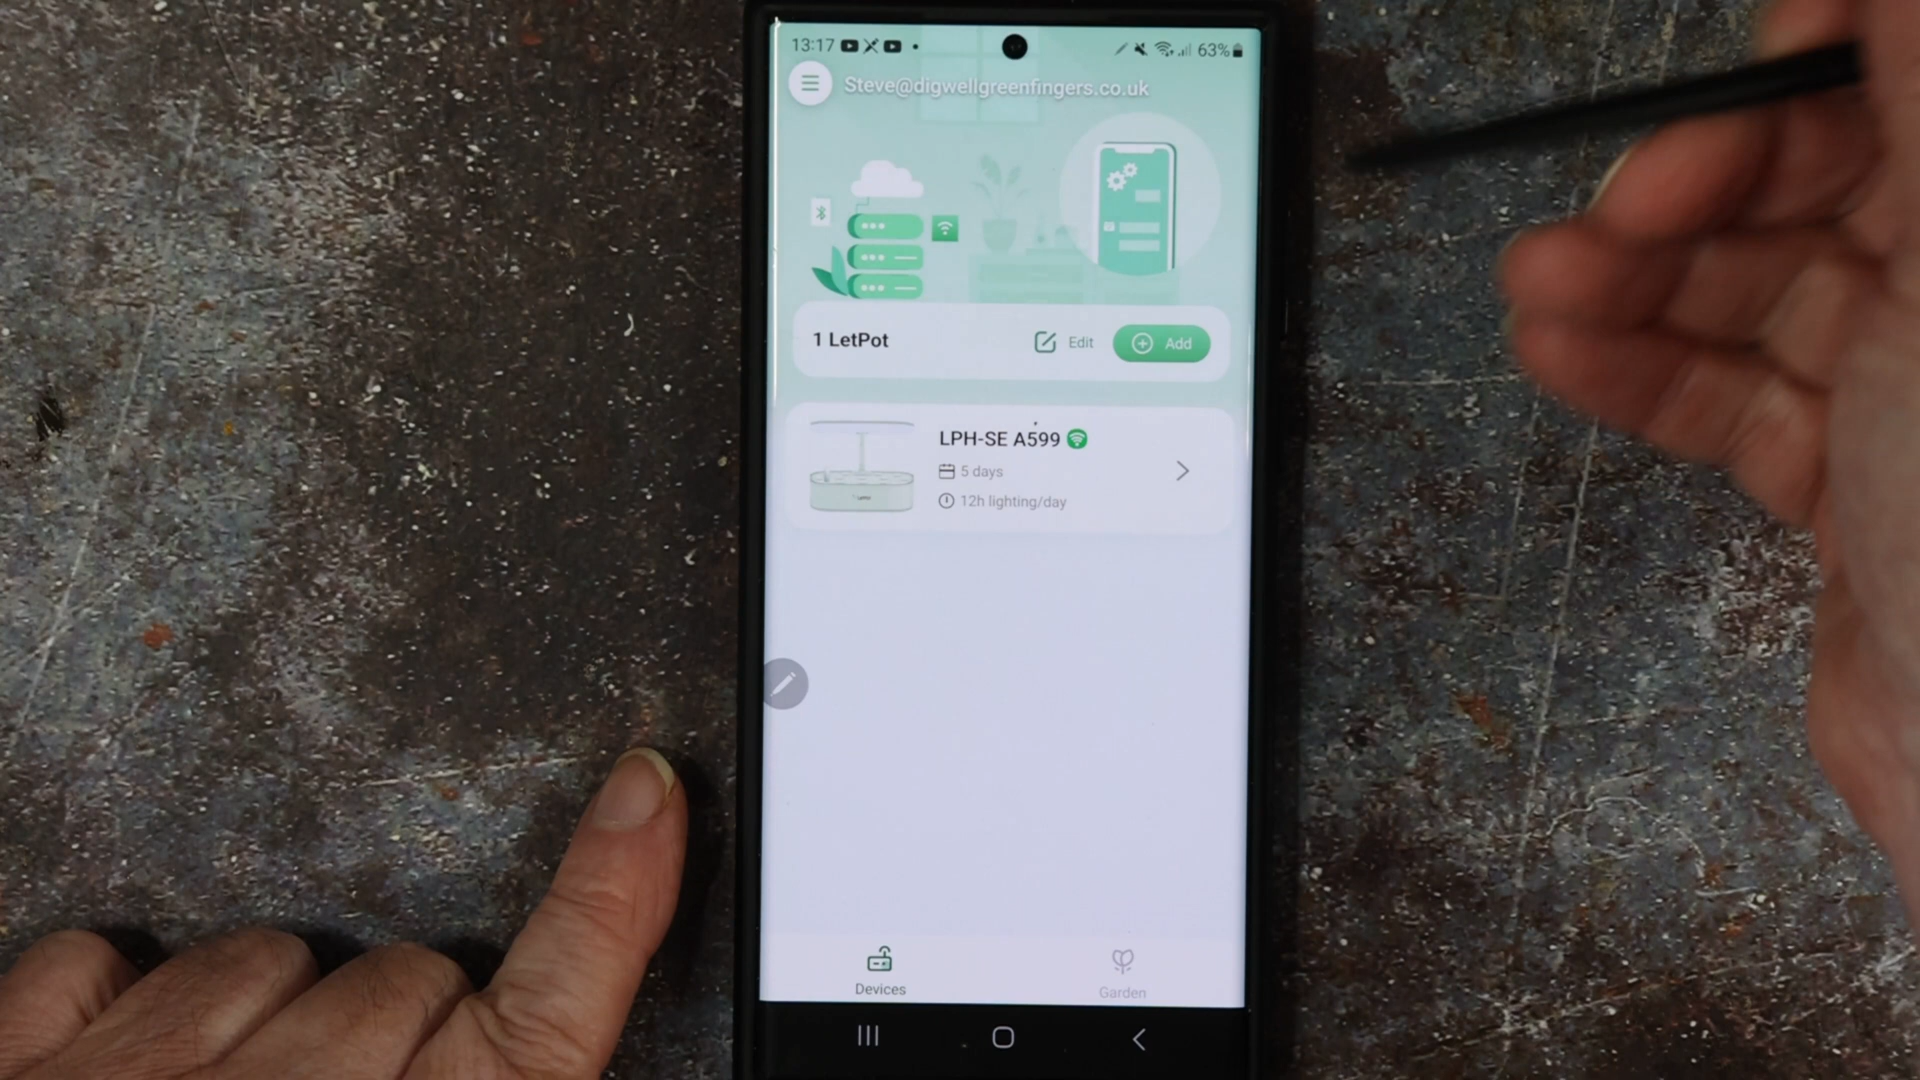 13:17
63%
Steve@digwellgreenfingers.co.uk
1 LetPot
Edit
Add
LPH-SE A599
5 days
12h lighting/day
Devices
Garden